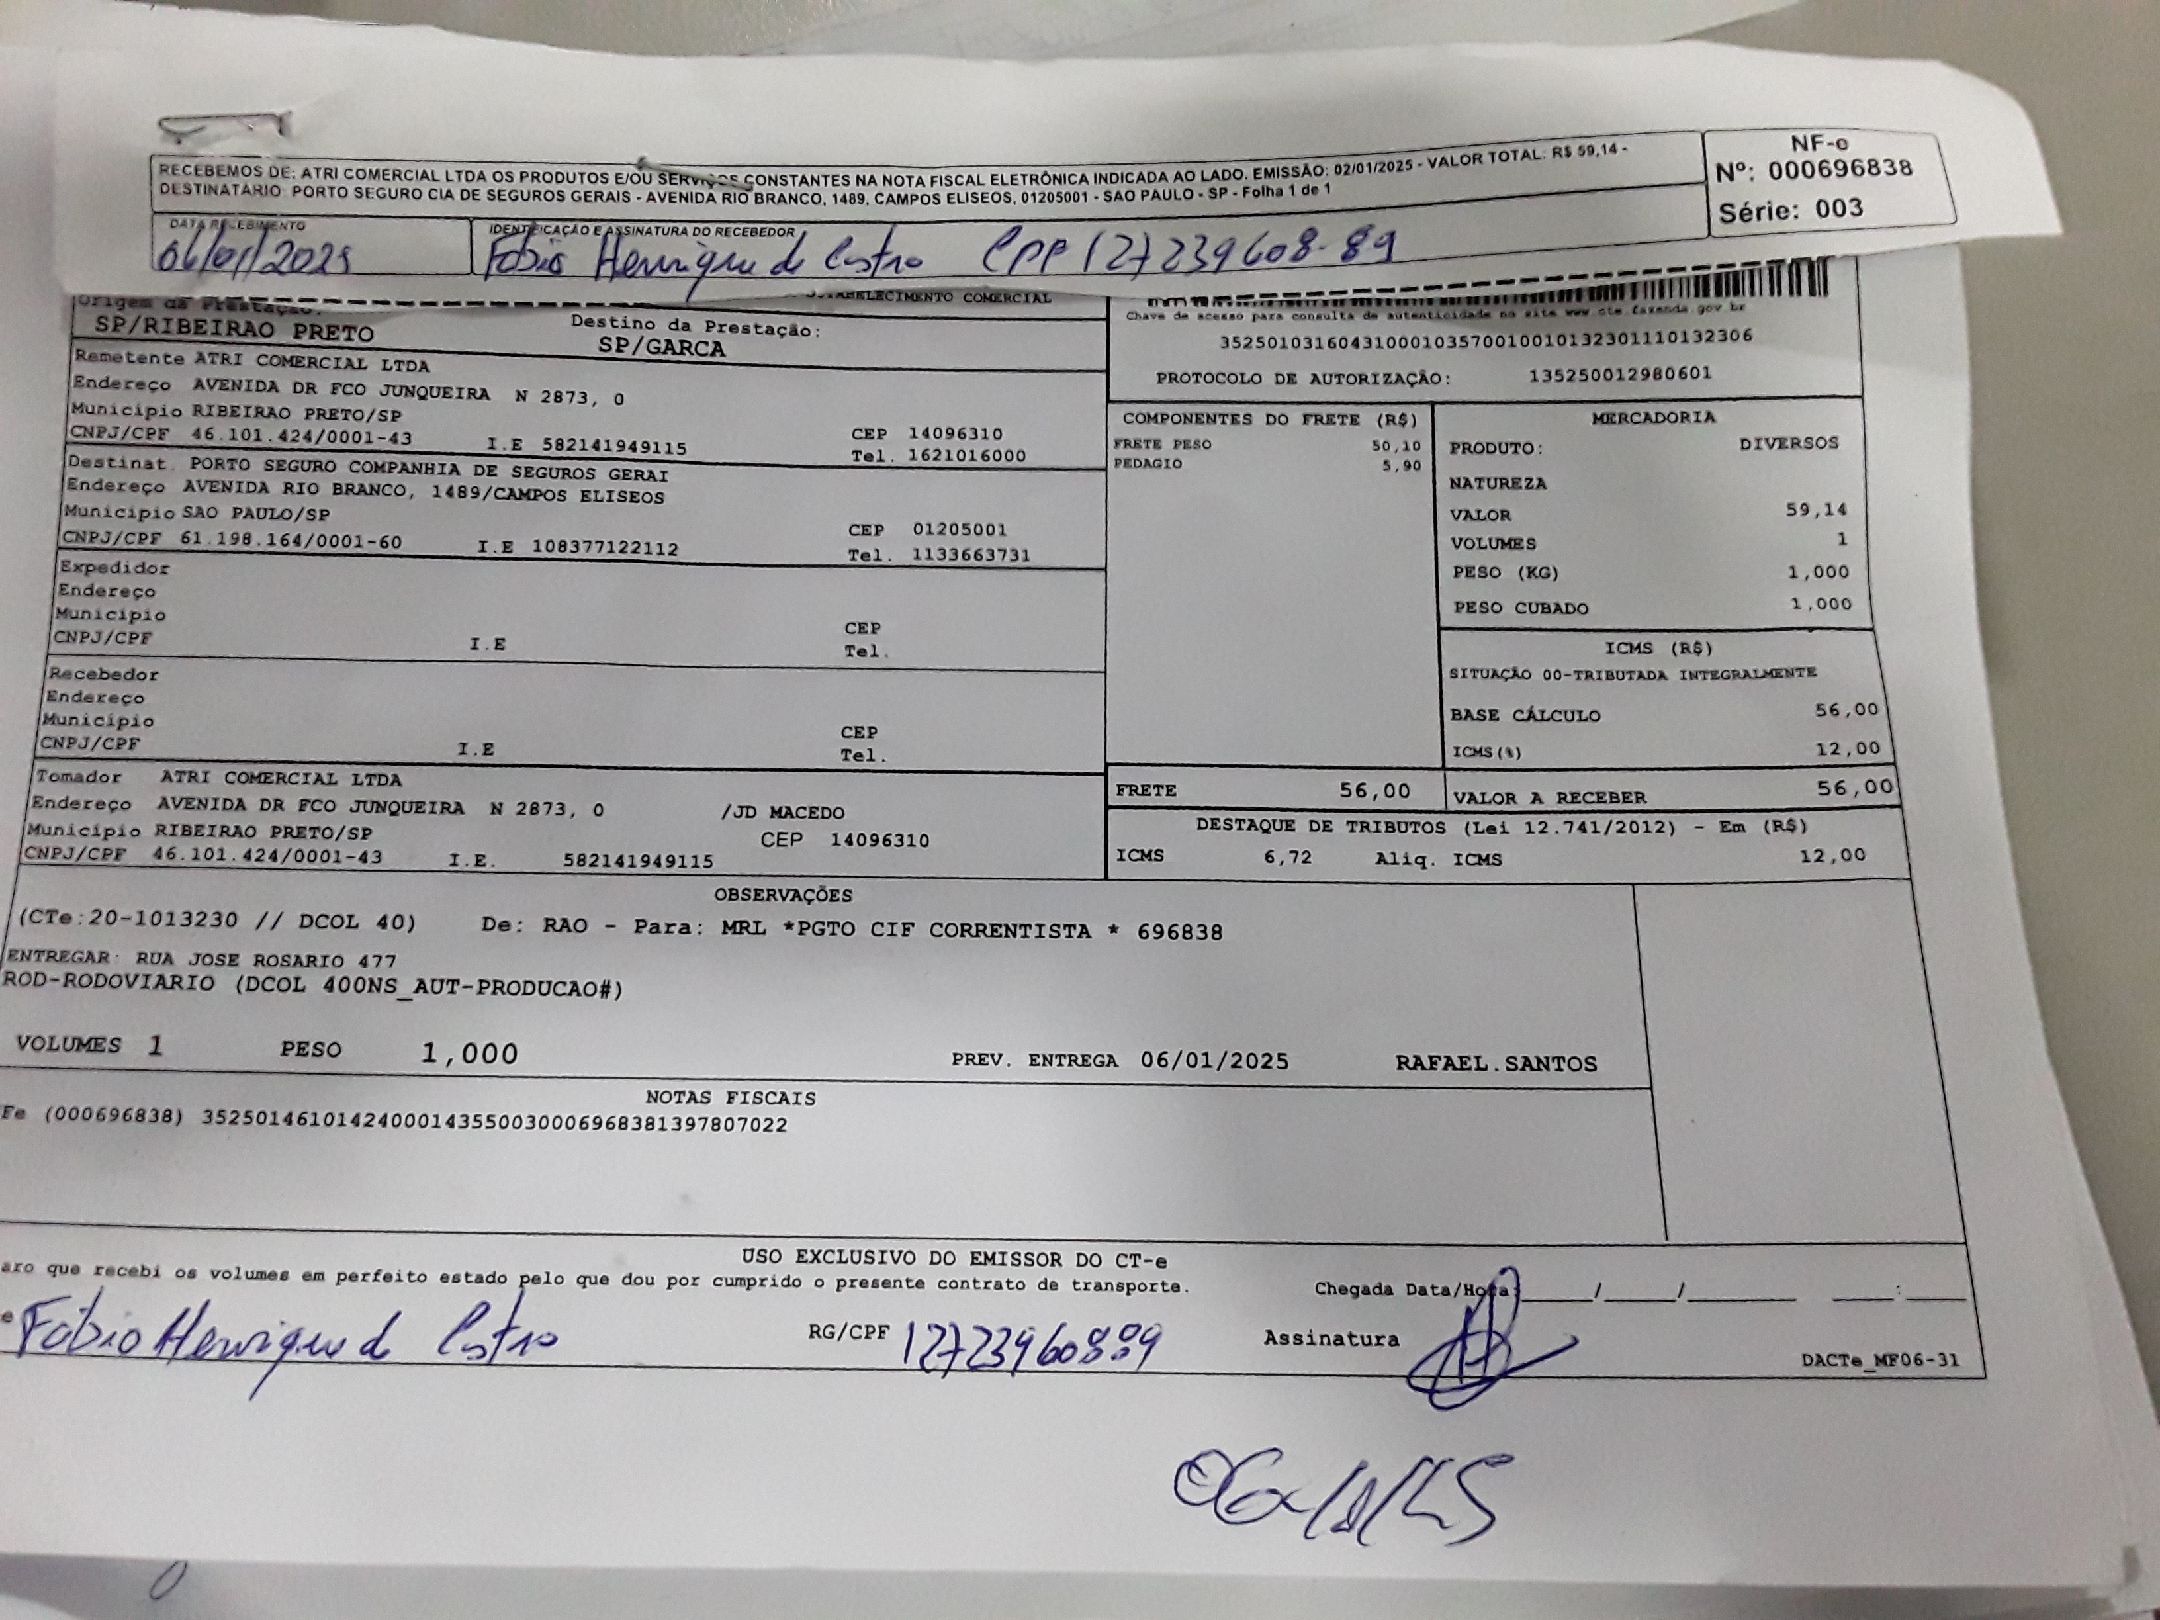 RECEBEMOS DE: ATRI COMERCIAL LTDA OS PRODUTOS E/OU SERVIÇOS CONSTANTES NA NOTA FISCAL ELETRÔNICA INDICADA AO LADO. EMISSÃO: 02/01/2025 - VALOR TOTAL: R$ 59,14 -
DESTINATÁRIO: PORTO SEGURO CIA DE SEGUROS GERAIS - AVENIDA RIO BRANCO, 1489, CAMPOS ELISEOS, 01205001 - SAO PAULO - SP - Folha 1 de 1
NF-e
Nº: 000696838
Série: 003
DATA RECEBIMENTO
06/01/2025
IDENTIFICAÇÃO E ASSINATURA DO RECEBEDOR
Fabio Henrique de Castro CPF 127239608-89
ESTABELECIMENTO COMERCIAL
Origem da Prestação:
SP/RIBEIRAO PRETO
Destino da Prestação:
SP/GARCA
Chave de acesso para consulta de autenticidade no site www.cte.fazenda.gov.br
35250103160431000103570010010132301110132306
PROTOCOLO DE AUTORIZAÇÃO: 135250012980601
Remetente ATRI COMERCIAL LTDA
Endereço AVENIDA DR FCO JUNQUEIRA N 2873, 0
Município RIBEIRAO PRETO/SP CEP 14096310
CNPJ/CPF 46.101.424/0001-43 I.E 582141949115 Tel. 1621016000
Destinat. PORTO SEGURO COMPANHIA DE SEGUROS GERAI
Endereço AVENIDA RIO BRANCO, 1489/CAMPOS ELISEOS
Município SAO PAULO/SP CEP 01205001
CNPJ/CPF 61.198.164/0001-60 I.E 108377122112 Tel. 1133663731
Expedidor
Endereço
Município CEP
CNPJ/CPF I.E Tel.
Recebedor
Endereço
Município CEP
CNPJ/CPF I.E Tel.
Tomador ATRI COMERCIAL LTDA
Endereço AVENIDA DR FCO JUNQUEIRA N 2873, 0 /JD MACEDO
Município RIBEIRAO PRETO/SP CEP 14096310
CNPJ/CPF 46.101.424/0001-43 I.E. 582141949115
COMPONENTES DO FRETE (R$)
FRETE PESO 50,10
PEDAGIO 5,90
MERCADORIA
PRODUTO: DIVERSOS
NATUREZA
VALOR 59,14
VOLUMES 1
PESO (KG) 1,000
PESO CUBADO 1,000
ICMS (R$)
SITUAÇÃO 00-TRIBUTADA INTEGRALMENTE
BASE CÁLCULO 56,00
ICMS(%) 12,00
FRETE 56,00
VALOR A RECEBER 56,00
DESTAQUE DE TRIBUTOS (Lei 12.741/2012) - Em (R$)
ICMS 6,72 Aliq. ICMS 12,00
OBSERVAÇÕES
(CTe:20-1013230 // DCOL 40) De: RAO - Para: MRL *PGTO CIF CORRENTISTA * 696838
ENTREGAR: RUA JOSE ROSARIO 477
ROD-RODOVIARIO (DCOL 400NS_AUT-PRODUCAO#)
VOLUMES 1 PESO 1,000 PREV. ENTREGA 06/01/2025 RAFAEL.SANTOS
NOTAS FISCAIS
Fe (000696838) 35250146101424000143550030006968381397807022
USO EXCLUSIVO DO EMISSOR DO CT-e
aro que recebi os volumes em perfeito estado pelo que dou por cumprido o presente contrato de transporte.
Chegada Data/Hora: / / :
e Fabio Henrique de Castro RG/CPF 12723960889 Assinatura
DACTe_MF06-31